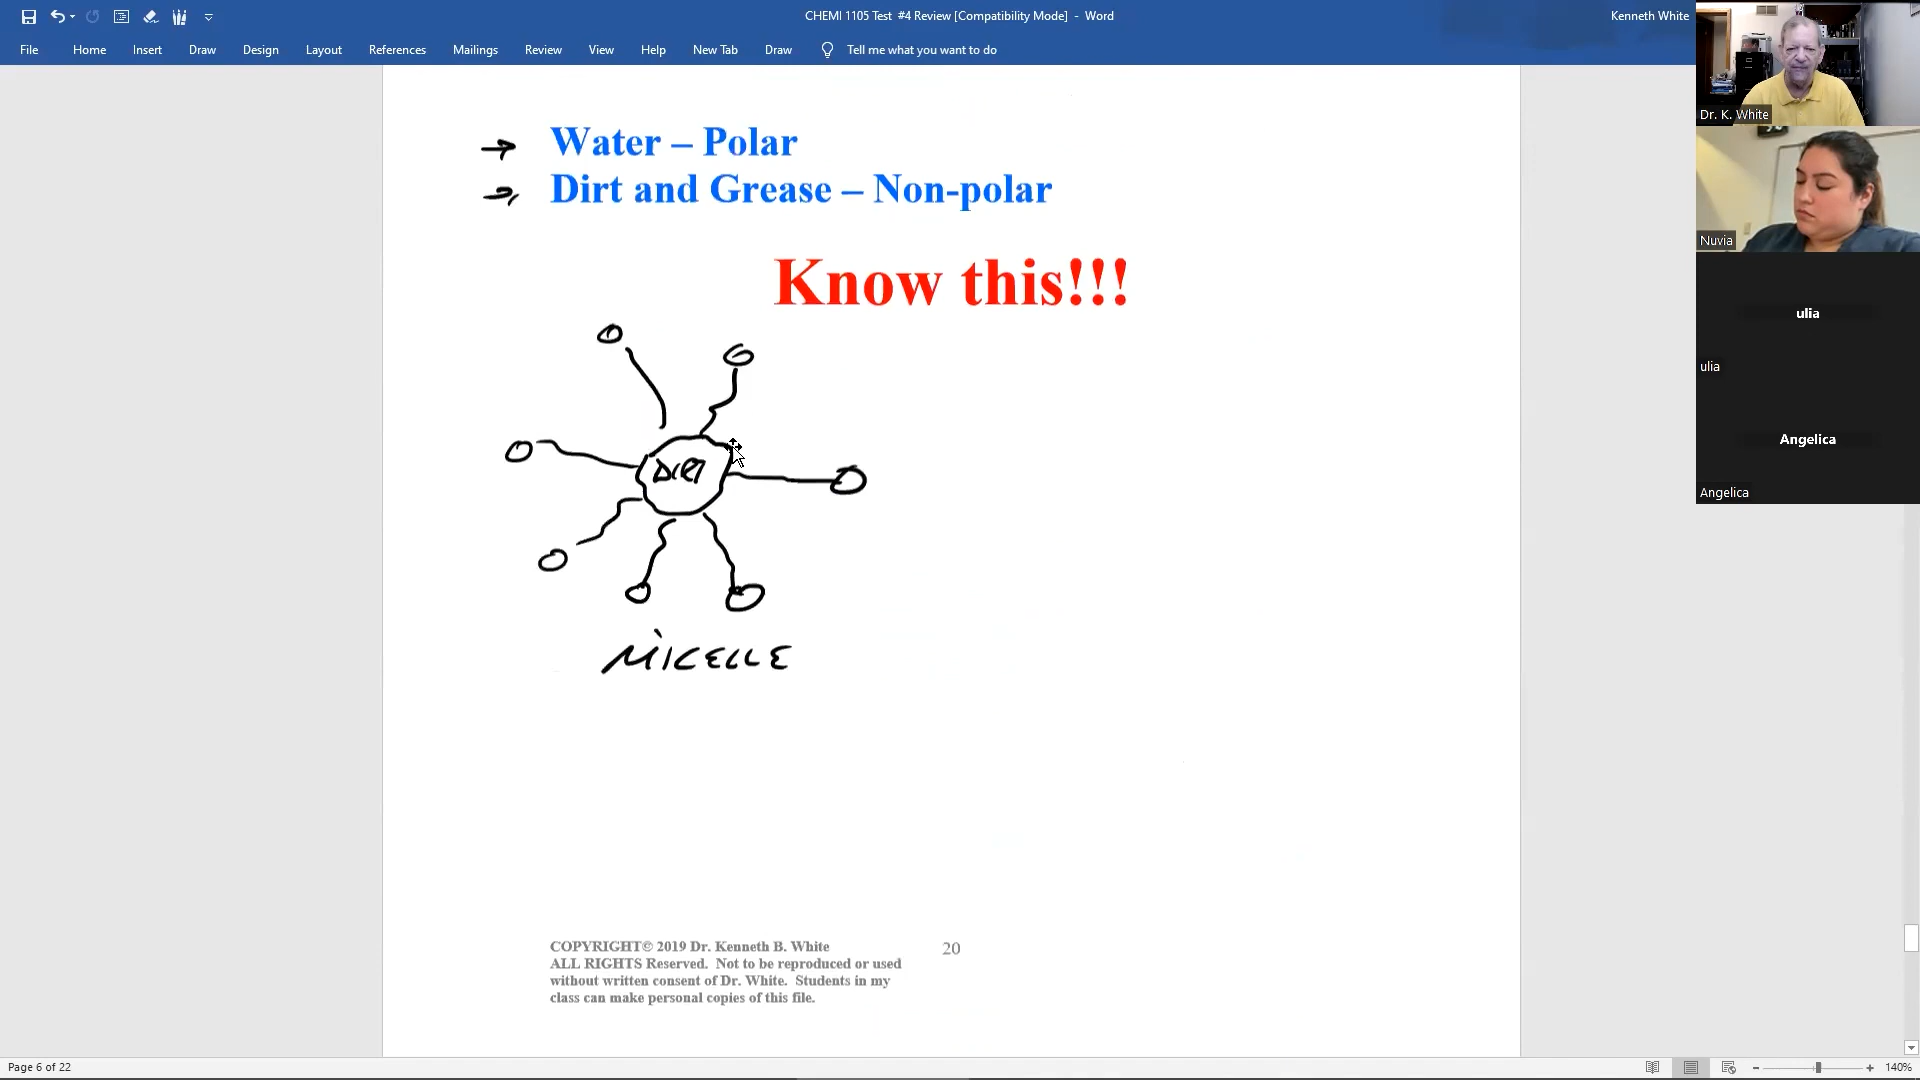 CHEMI 1105 Test #4 Review [Compatibility Mode] - Word
Kenneth White
File Home Insert Draw Design Layout References Mailings Review View Help New Tab Draw Tell me what you want to do
Dr. K. White
Nuvia
ulia
ulia
Angelica
Angelica
Water – Polar
Dirt and Grease – Non-polar
Know this!!!
DIRT
MICELLE
COPYRIGHT© 2019 Dr. Kenneth B. White
20
ALL RIGHTS Reserved. Not to be reproduced or used
without written consent of Dr. White. Students in my
class can make personal copies of this file.
Page 6 of 22
140%